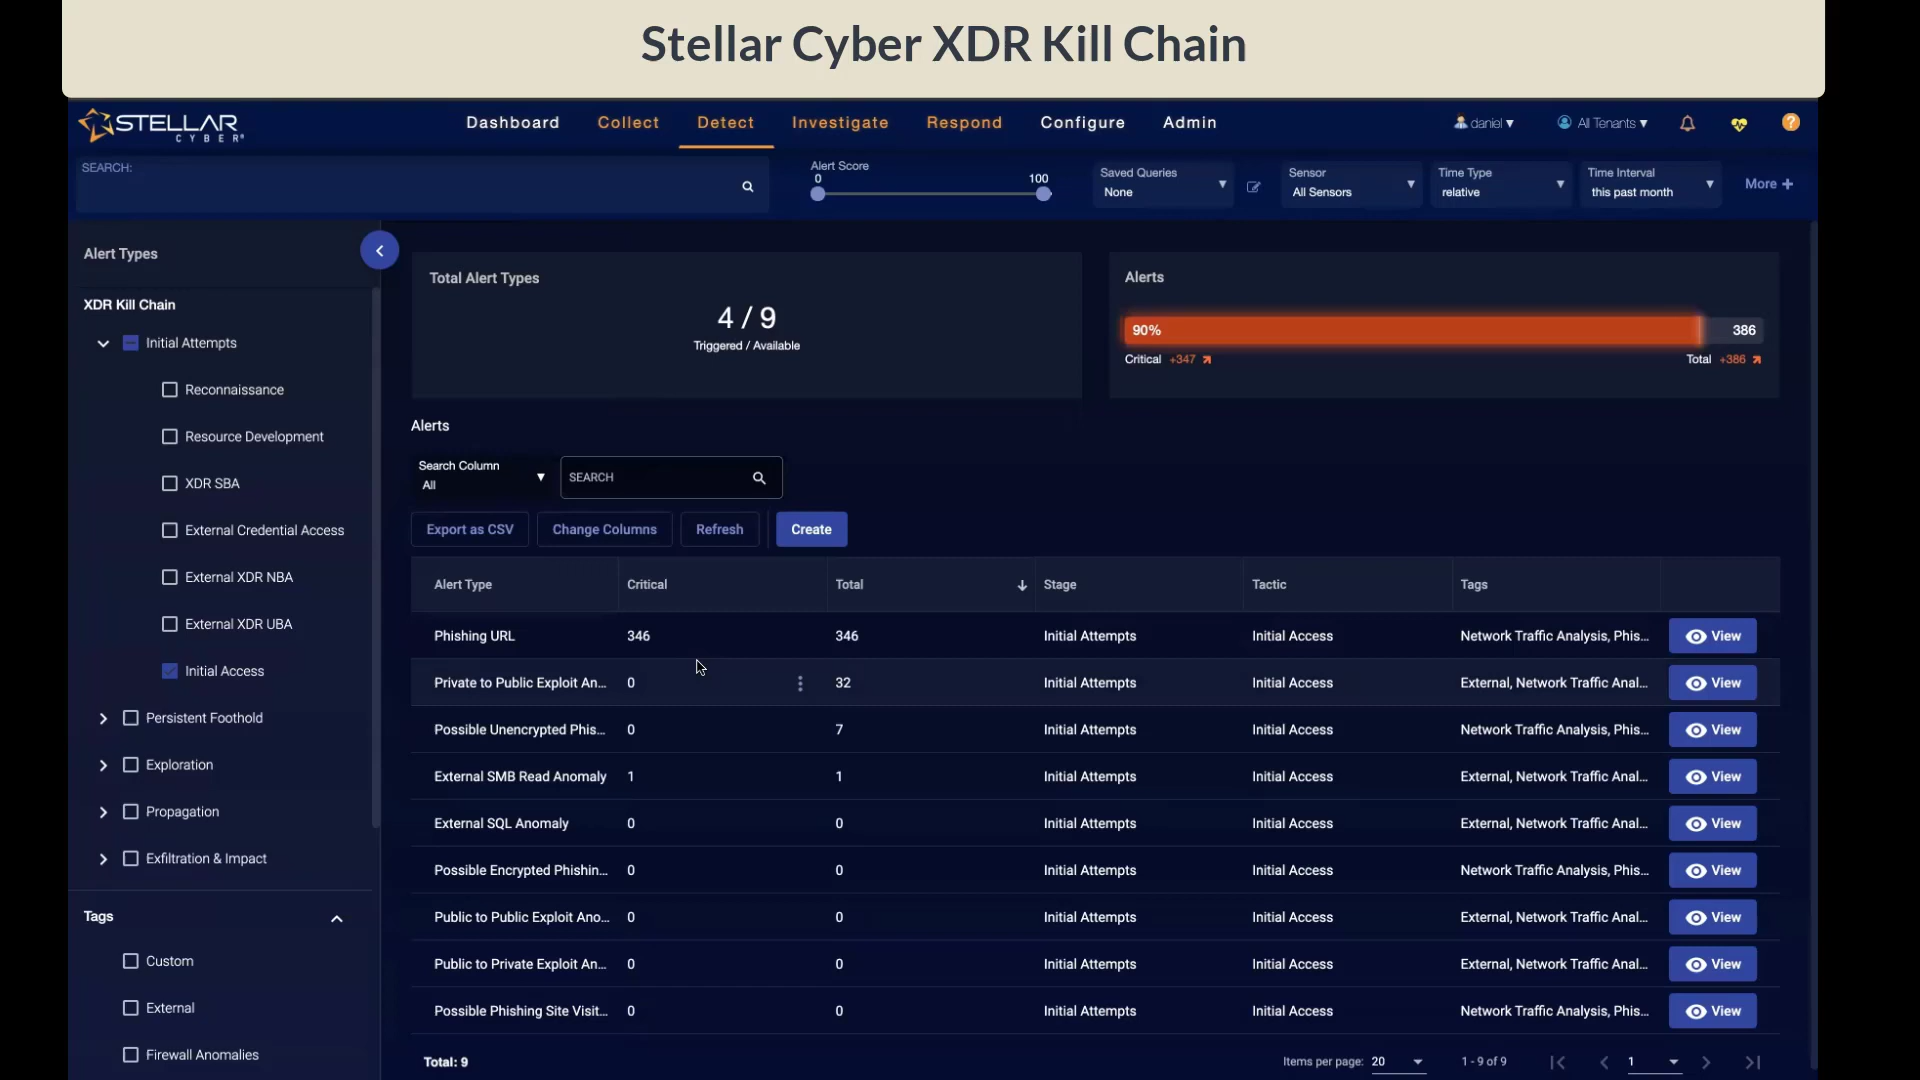 Stellar Cyber XDR Kill Chain
STELLAR
CYBER®
Dashboard Collect Detect Investigate Respond Configure Admin
daniel All Tenants ?
SEARCH:
Alert Score
0 100
Saved Queries
None
Sensor
All Sensors
Time Type
relative
Time Interval
this past month
More +
Alert Types
XDR Kill Chain
Initial Attempts
Reconnaissance
Resource Development
XDR SBA
External Credential Access
External XDR NBA
External XDR UBA
Initial Access
Persistent Foothold
Exploration
Propagation
Exfiltration & Impact
Tags
Custom
External
Firewall Anomalies
Total Alert Types
4 / 9
Triggered / Available
Alerts
90% 386
Critical +347 Total +386
Alerts
Search Column
All
SEARCH
Export as CSV Change Columns Refresh Create
Alert Type Critical Total Stage Tactic Tags
Phishing URL 346 346 Initial Attempts Initial Access Network Traffic Analysis, Phis... View
Private to Public Exploit An... 0 32 Initial Attempts Initial Access External, Network Traffic Anal... View
Possible Unencrypted Phis... 0 7 Initial Attempts Initial Access Network Traffic Analysis, Phis... View
External SMB Read Anomaly 1 1 Initial Attempts Initial Access External, Network Traffic Anal... View
External SQL Anomaly 0 0 Initial Attempts Initial Access External, Network Traffic Anal... View
Possible Encrypted Phishin... 0 0 Initial Attempts Initial Access Network Traffic Analysis, Phis... View
Public to Public Exploit Ano... 0 0 Initial Attempts Initial Access External, Network Traffic Anal... View
Public to Private Exploit An... 0 0 Initial Attempts Initial Access External, Network Traffic Anal... View
Possible Phishing Site Visit... 0 0 Initial Attempts Initial Access Network Traffic Analysis, Phis... View
Total: 9 Items per page: 20 1 - 9 of 9 1